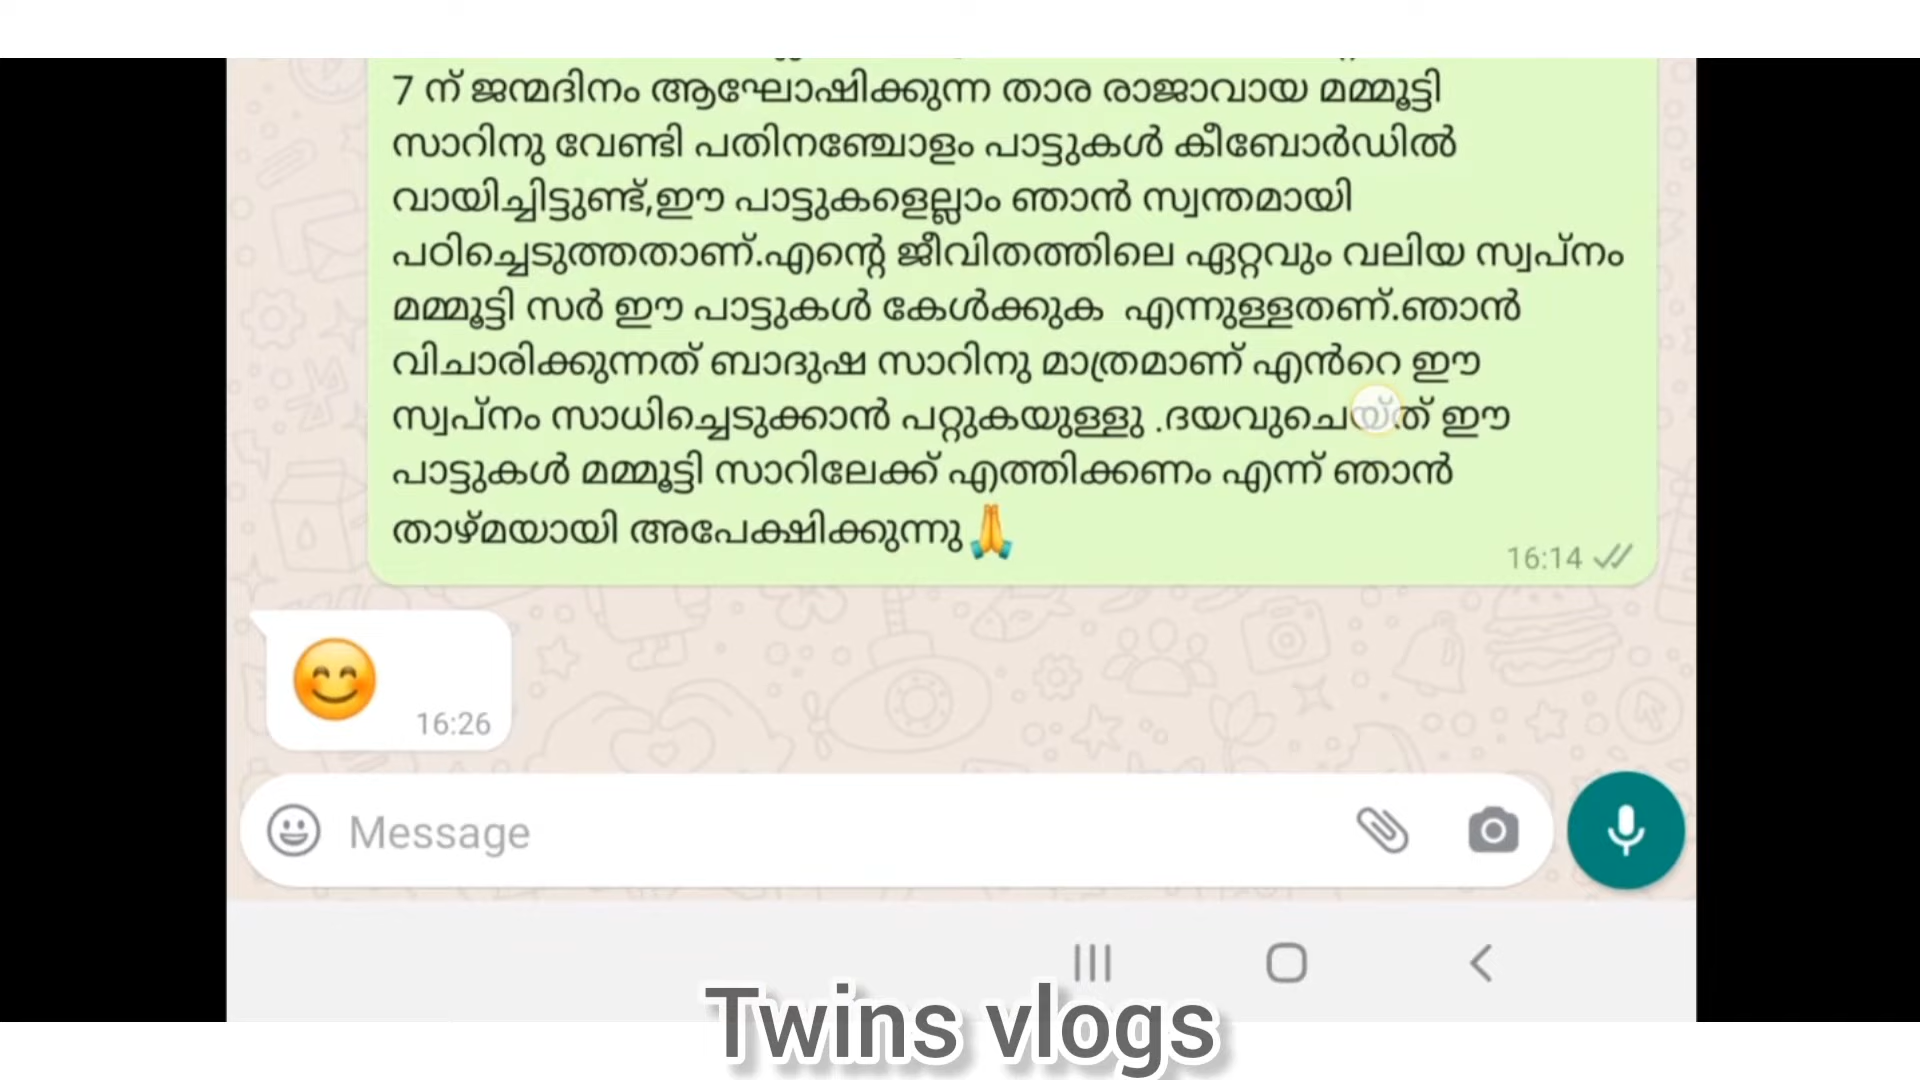 7 ന് ജന്മദിനം ആഘോഷിക്കുന്ന താര രാജാവായ മമ്മൂട്ടി
സാറിനു വേണ്ടി പതിനഞ്ചോളം പാട്ടുകൾ കീബോർഡിൽ
വായിച്ചിട്ടുണ്ട്,ഈ പാട്ടുകളെല്ലാം ഞാൻ സ്വന്തമായി
പഠിച്ചെടുത്തതാണ്.എന്റെ ജീവിതത്തിലെ ഏറ്റവും വലിയ സ്വപ്നം
മമ്മൂട്ടി സർ ഈ പാട്ടുകൾ കേൾക്കുക എന്നുള്ളതണ്.ഞാൻ
വിചാരിക്കുന്നത് ബാദുഷ സാറിനു മാത്രമാണ് എൻറെ ഈ
സ്വപ്നം സാധിച്ചെടുക്കാൻ പറ്റുകയുള്ളു .ദയവുചെയ്ത് ഈ
പാട്ടുകൾ മമ്മൂട്ടി സാറിലേക്ക് എത്തിക്കണം എന്ന് ഞാൻ
താഴ്മയായി അപേക്ഷിക്കുന്നു🙏
16:14
😊
16:26
Message
Twins vlogs